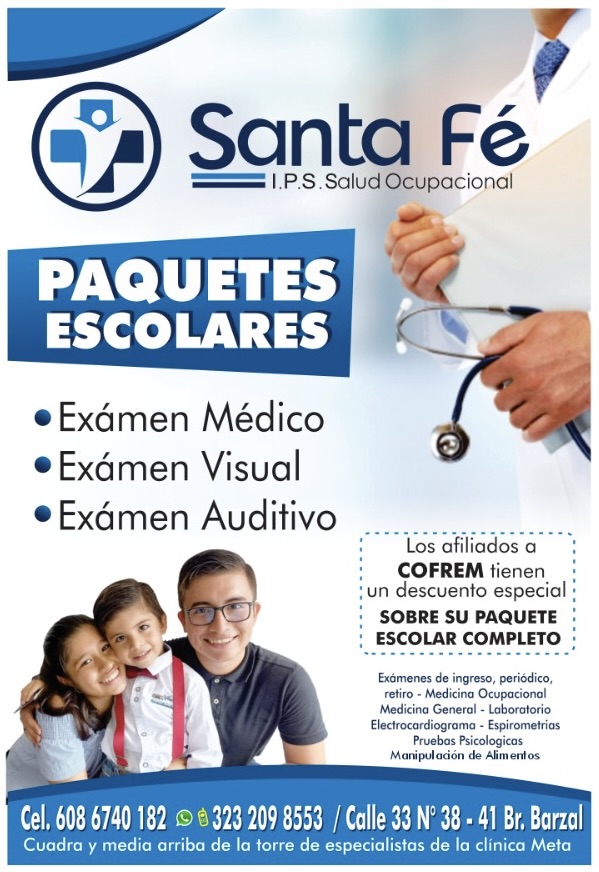 Santa Fé
I.P.S. Salud Ocupacional
PAQUETES
ESCOLARES
• Exámen Médico
• Exámen Visual
• Exámen Auditivo
Los afiliados a
COFREM tienen
un descuento especial
SOBRE SU PAQUETE
ESCOLAR COMPLETO
Exámenes de ingreso, periódico,
retiro - Medicina Ocupacional
Medicina General - Laboratorio
Electrocardiograma - Espirometrías
Pruebas Psicologicas
Manipulación de Alimentos
Cel. 608 6740 182 323 209 8553 / Calle 33 N° 38 - 41 Br. Barzal
Cuadra y media arriba de la torre de especialistas de la clínica Meta